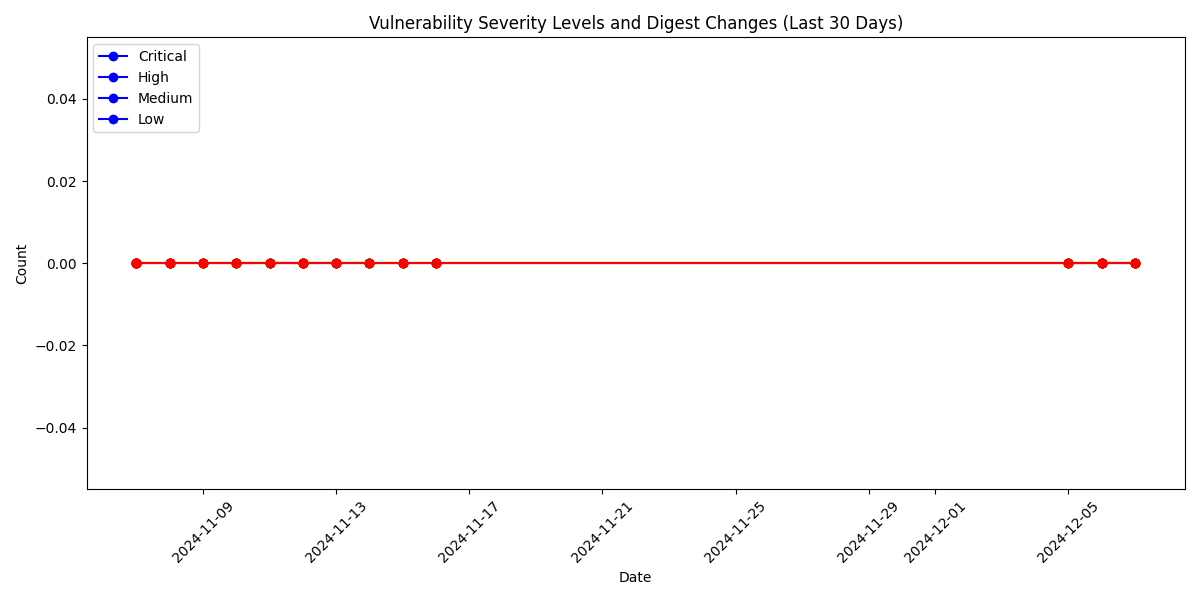 Vulnerability Severity Levels and Digest Changes (Last 30 Days)
Critical
High
Medium
Low
0.04
0.02
0.00
−0.02
−0.04
Count
2024-11-09
2024-11-13
2024-11-17
2024-11-21
2024-11-25
2024-11-29
2024-12-01
2024-12-05
Date